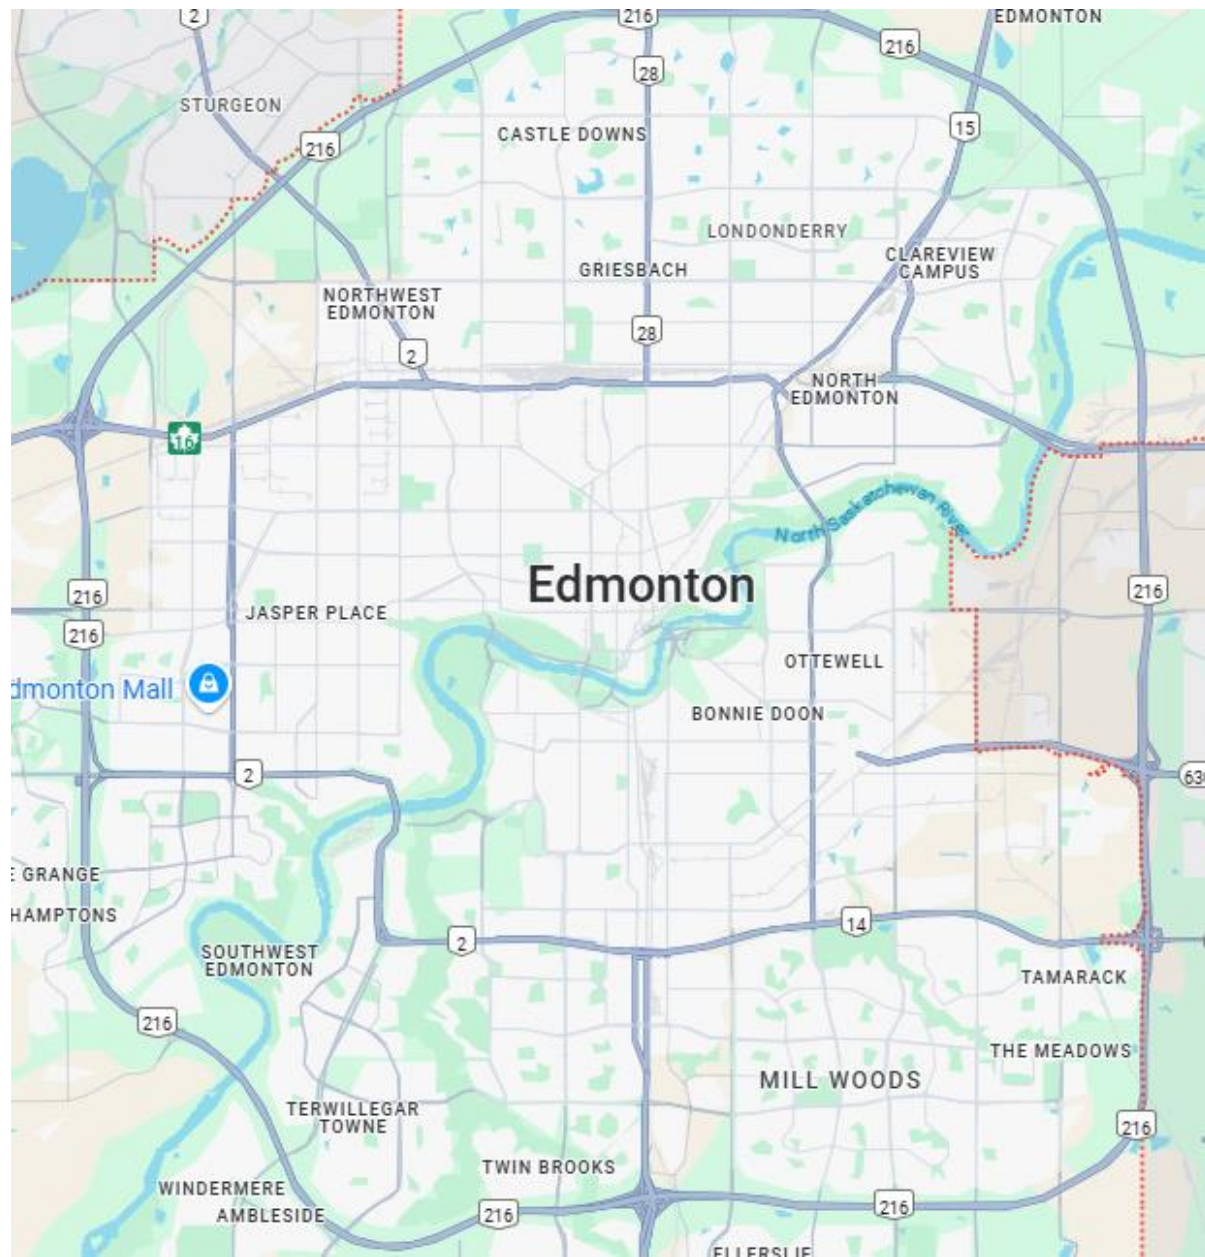 2
216
EDMONTON
216
28
STURGEON
CASTLE DOWNS
15
216
LONDONDERRY
CLAREVIEW
CAMPUS
GRIESBACH
NORTHWEST
EDMONTON
28
2
NORTH
EDMONTON
16
North Saskatchewan River
Edmonton
216
216
JASPER PLACE
216
OTTEWELL
dmonton Mall
BONNIE DOON
2
63
E GRANGE
HAMPTONS
14
2
SOUTHWEST
EDMONTON
TAMARACK
216
THE MEADOWS
MILL WOODS
TERWILLEGAR
TOWNE
216
TWIN BROOKS
WINDERMERE
AMBLESIDE
216
216
ELLERSLIE